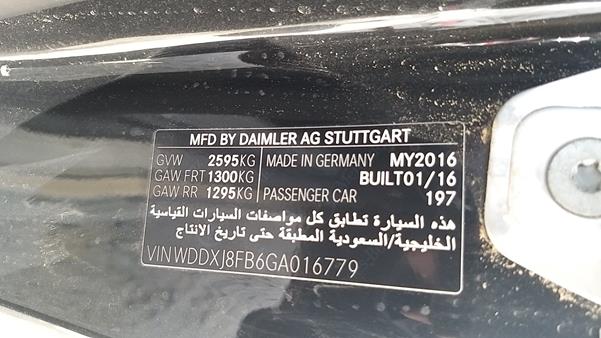 MFD BY DAIMLER AG STUTTGART
GVW 2595KG MADE IN GERMANY MY2016
GAW FRT 1300KG BUILT01/16
GAW RR 1295KG PASSENGER CAR 197
هذه السيارة تطابق كل مواصفات السيارات القياسية
الخليجية/السعودية المطبقة حتى تاريخ الانتاج
VIN WDDXJ8FB6GA016779